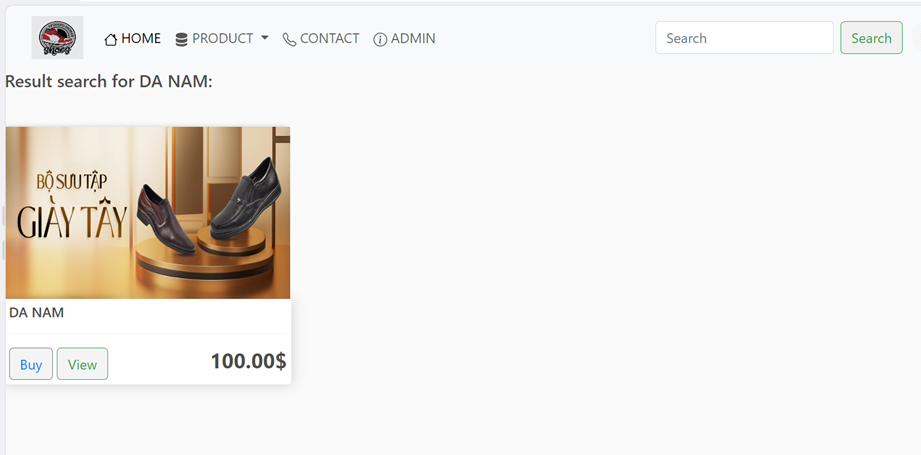 HOME PRODUCT CONTACT ADMIN Search Search
Result search for DA NAM:
BỘ SƯU TẬP
GIÀY TÂY
DA NAM
Buy View 100.00$